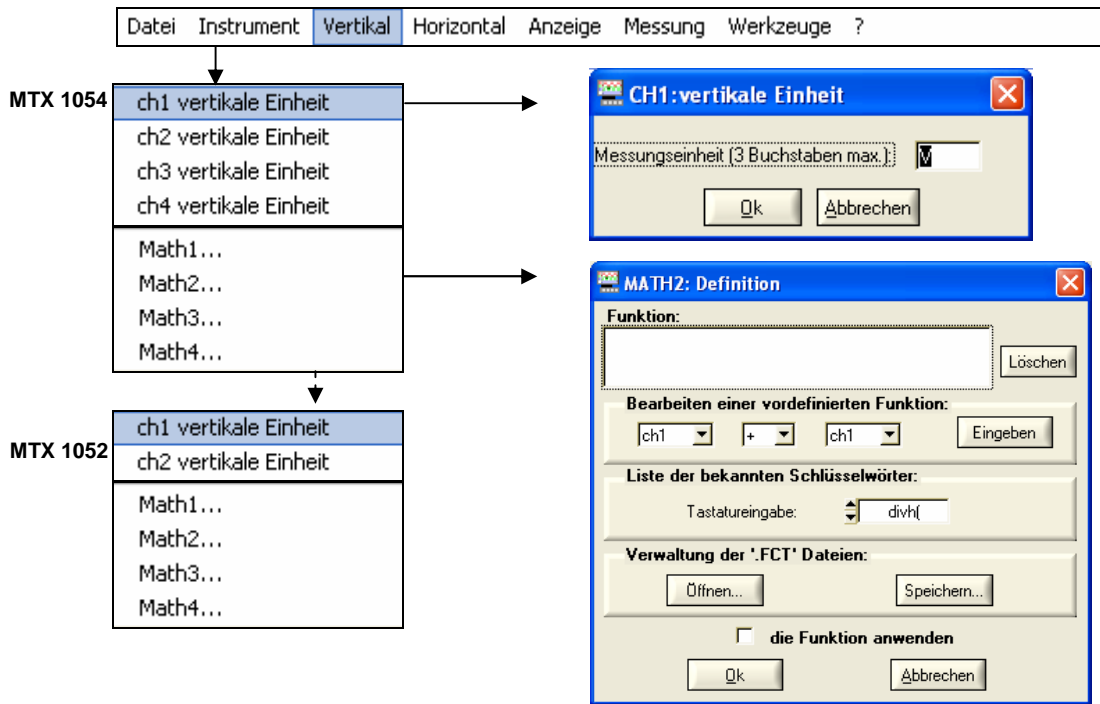 Datei Instrument Vertikal Horizontal Anzeige Messung Werkzeuge ?
MTX 1054
ch1 vertikale Einheit
ch2 vertikale Einheit
ch3 vertikale Einheit
ch4 vertikale Einheit
Math1...
Math2...
Math3...
Math4...
MTX 1052
ch1 vertikale Einheit
ch2 vertikale Einheit
Math1...
Math2...
Math3...
Math4...
CH1:vertikale Einheit
Messungseinheit (3 Buchstaben max.): V
Ok Abbrechen
MATH2: Definition
Funktion:
Löschen
Bearbeiten einer vordefinierten Funktion:
ch1 + ch1 Eingeben
Liste der bekannten Schlüsselwörter:
Tastatureingabe: divh(
Verwaltung der '.FCT' Dateien:
Öffnen... Speichern...
die Funktion anwenden
Ok Abbrechen